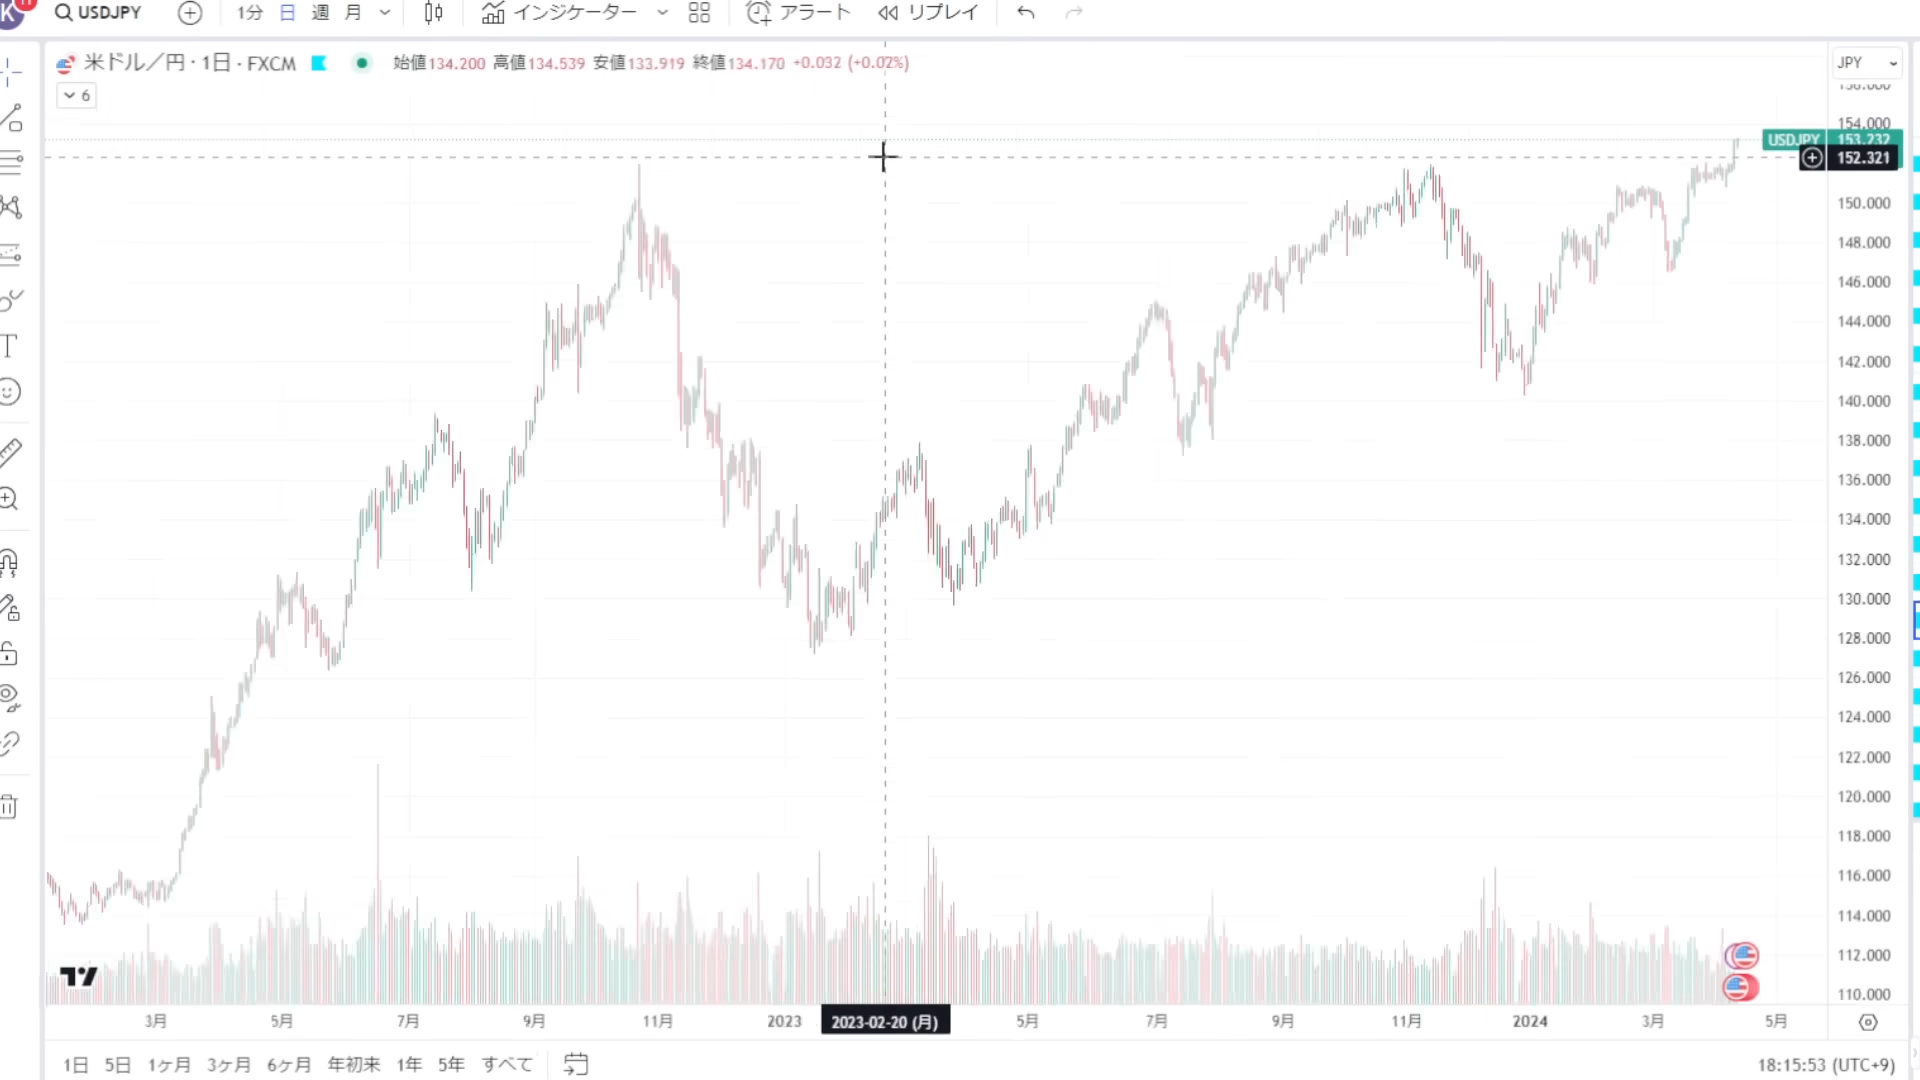 K
11
USDJPY
1分 日 週 月
インジケーター
アラート
リプレイ
米ドル/円・1日・FXCM
始値134.200 高値134.539 安値133.919 終値134.170 +0.032 (+0.02%)
6
JPY
154.000
USDJPY 153.232
152.321
150.000
148.000
146.000
144.000
142.000
140.000
138.000
136.000
134.000
132.000
130.000
128.000
126.000
124.000
122.000
120.000
118.000
116.000
114.000
112.000
110.000
3月 5月 7月 9月 11月 2023 2023-02-20 (月) 5月 7月 9月 11月 2024 3月 5月
1日 5日 1ヶ月 3ヶ月 6ヶ月 年初来 1年 5年 すべて
18:15:53 (UTC+9)